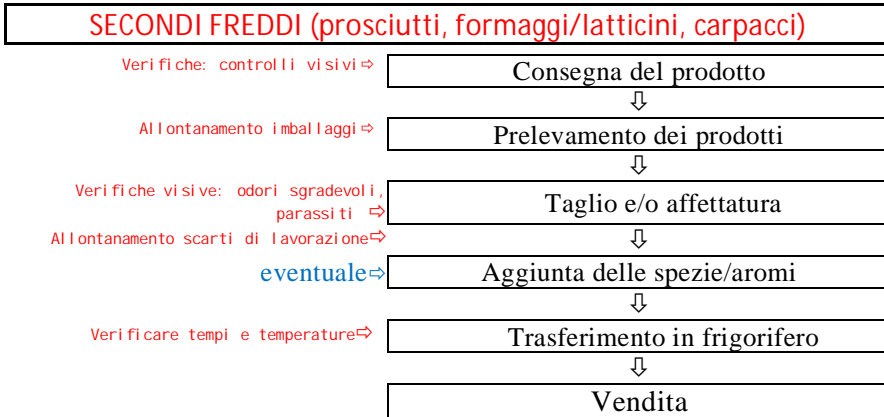 SECONDI FREDDI (prosciutti, formaggi/latticini, carpacci)
Verifiche: controlli visivi⇨
Consegna del prodotto
⇩
Allontanamento imballaggi⇨
Prelevamento dei prodotti
⇩
Verifiche visive: odori sgradevoli,
parassiti ⇨
Taglio e/o affettatura
Allontanamento scarti di lavorazione⇨
⇩
eventuale⇨
Aggiunta delle spezie/aromi
⇩
Verificare tempi e temperature⇨
Trasferimento in frigorifero
⇩
Vendita